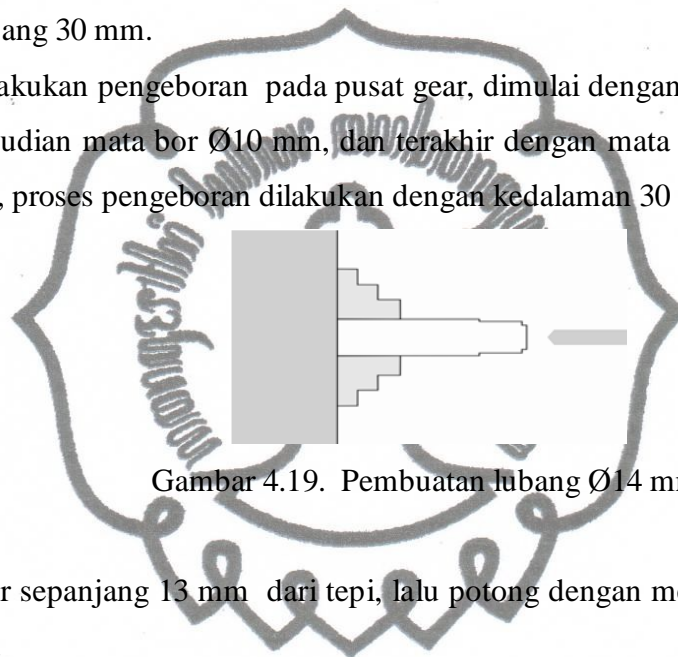 ang 30 mm.
akukan pengeboran pada pusat gear, dimulai dengan
udian mata bor Ø10 mm, dan terakhir dengan mata
, proses pengeboran dilakukan dengan kedalaman 30
Gambar 4.19. Pembuatan lubang Ø14 m
r sepanjang 13 mm dari tepi, lalu potong dengan m